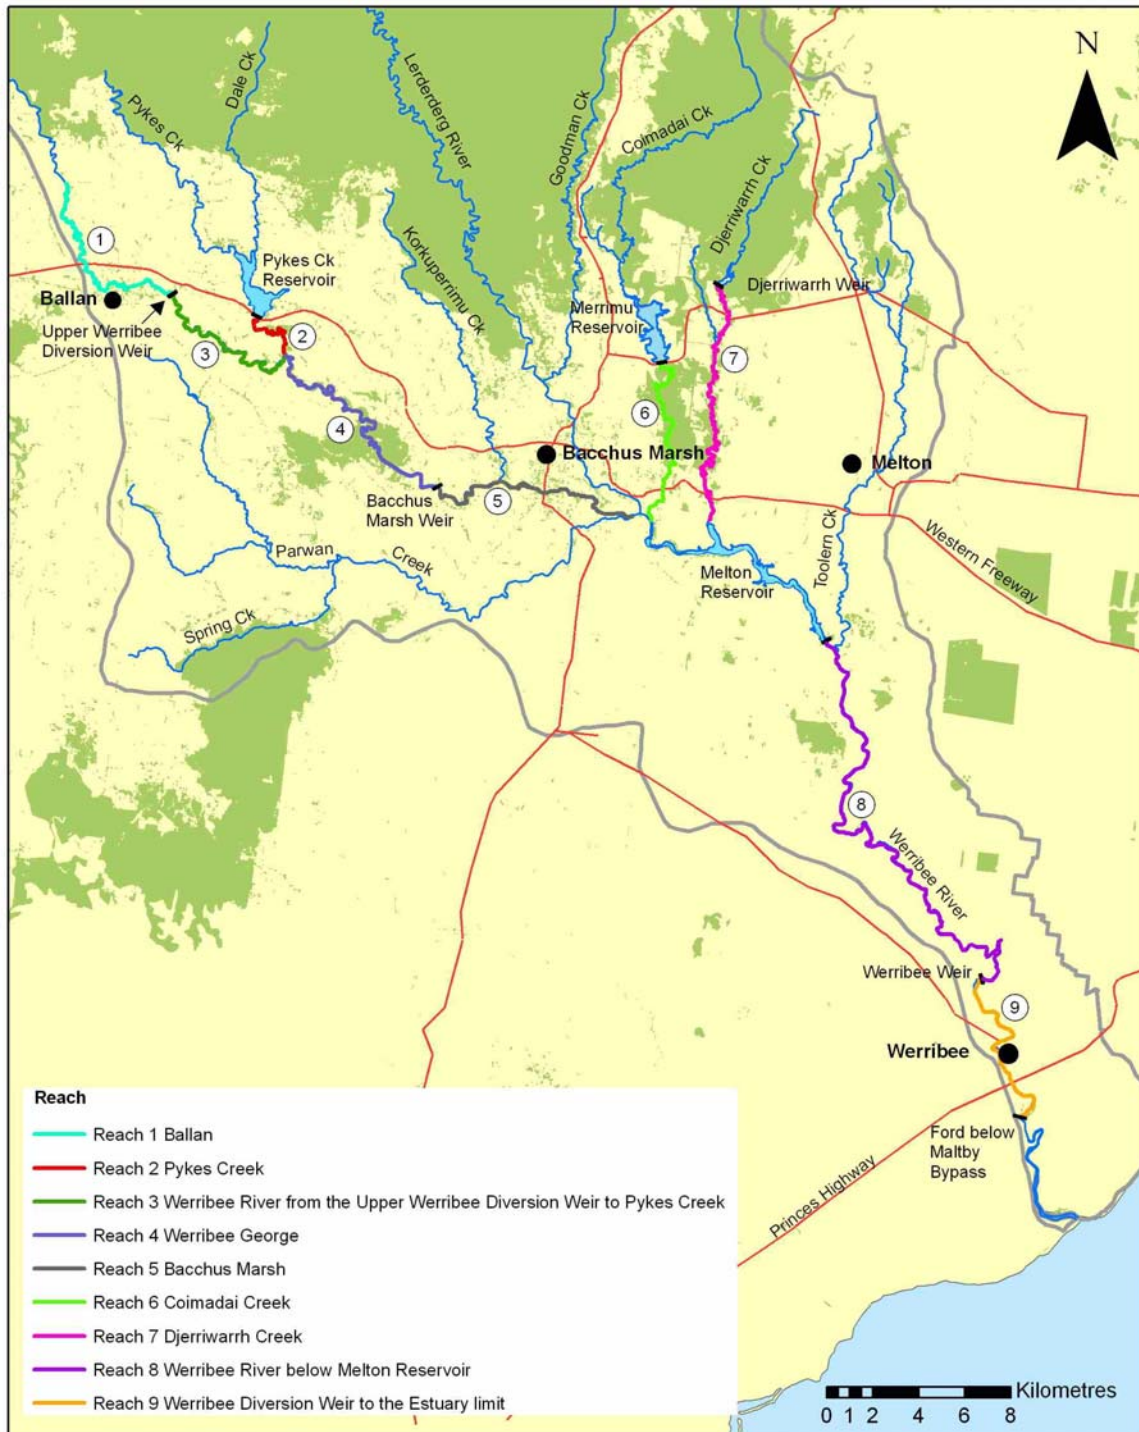 N
Pykes Ck
Dale Ck
Lerderderg River
Goodman Ck
Coimadai Ck
Djerriwarrh Ck
Korkuperrimu Ck
1
Pykes Ck
Reservoir
Ballan
Upper Werribee
Diversion Weir
2
3
Merrimu
Reservoir
Djerriwarrh Weir
7
6
4
Bacchus Marsh
Melton
Bacchus
Marsh Weir
5
Parwan
Creek
Spring Ck
Melton
Reservoir
Toolern Ck
Western Freeway
8
Werribee River
Werribee Weir
9
Werribee
Ford below
Maltby
Bypass
Princes Highway
Reach
Reach 1 Ballan
Reach 2 Pykes Creek
Reach 3 Werribee River from the Upper Werribee Diversion Weir to Pykes Creek
Reach 4 Werribee George
Reach 5 Bacchus Marsh
Reach 6 Coimadai Creek
Reach 7 Djerriwarrh Creek
Reach 8 Werribee River below Melton Reservoir
Reach 9 Werribee Diversion Weir to the Estuary limit
Kilometres
0 1 2 4 6 8